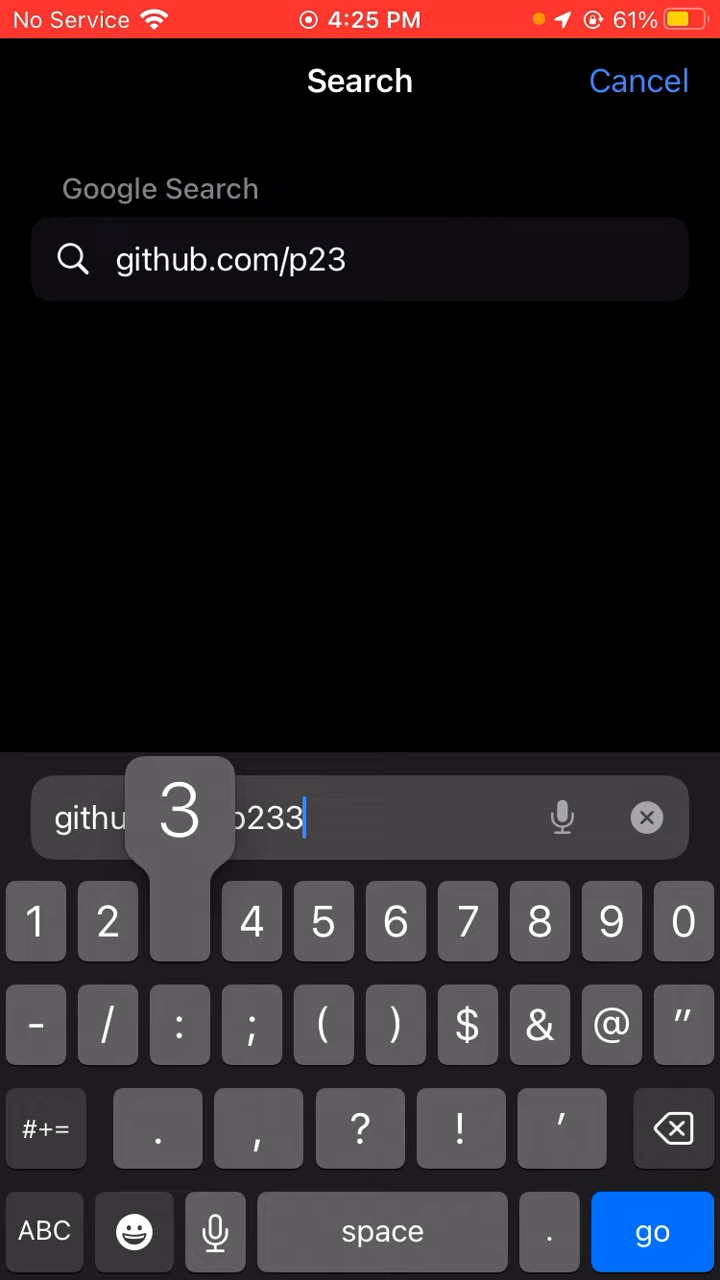 No Service 4:25 PM 61%
Search Cancel
Google Search
github.com/p23
githu p233
3
1 2 4 5 6 7 8 9 0
- / : ; ( ) $ & @ "
#+= . , ? ! '
ABC space . go